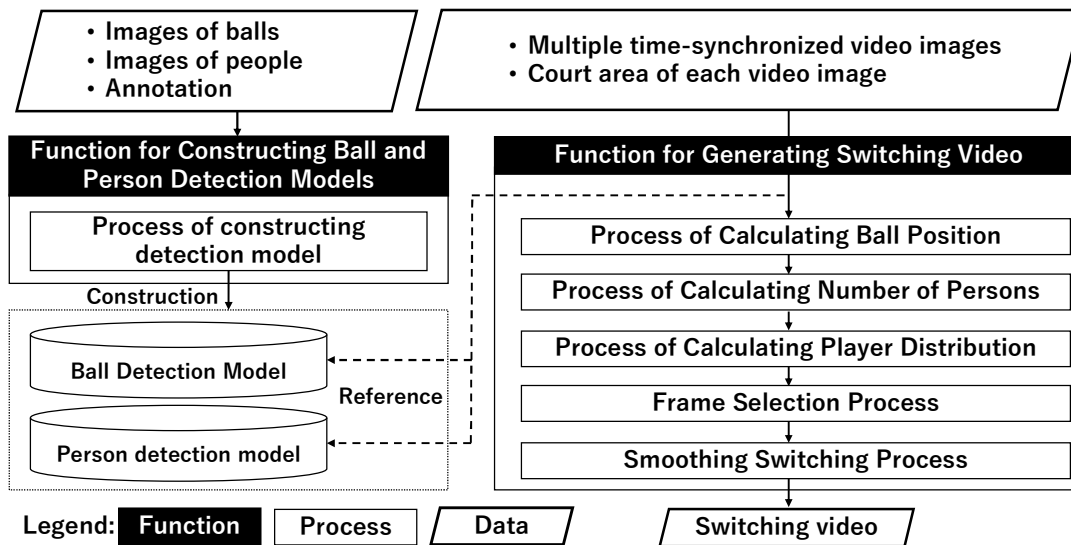 • Images of balls
• Images of people
• Annotation
• Multiple time-synchronized video images
• Court area of each video image
Function for Constructing Ball and
Person Detection Models
Process of constructing
detection model
Construction
Ball Detection Model
Reference
Person detection model
Function for Generating Switching Video
Process of Calculating Ball Position
Process of Calculating Number of Persons
Process of Calculating Player Distribution
Frame Selection Process
Smoothing Switching Process
Switching video
Legend: Function Process Data